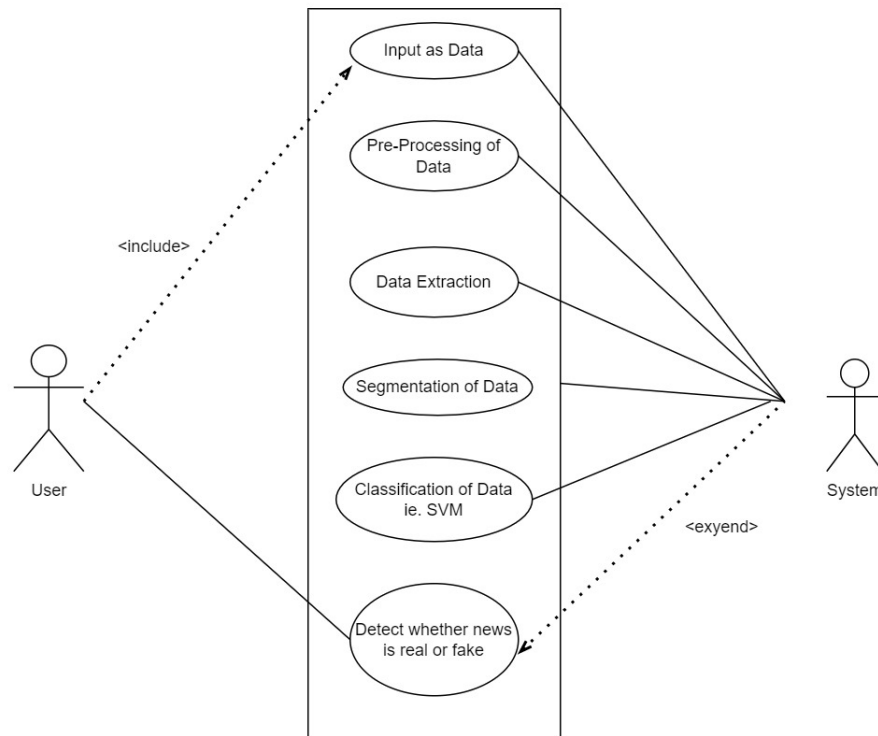 Input as Data
Pre-Processing of
Data
<include>
Data Extraction
Segmentation of Data
User
System
Classification of Data
ie. SVM
<exyend>
Detect whether news
is real or fake